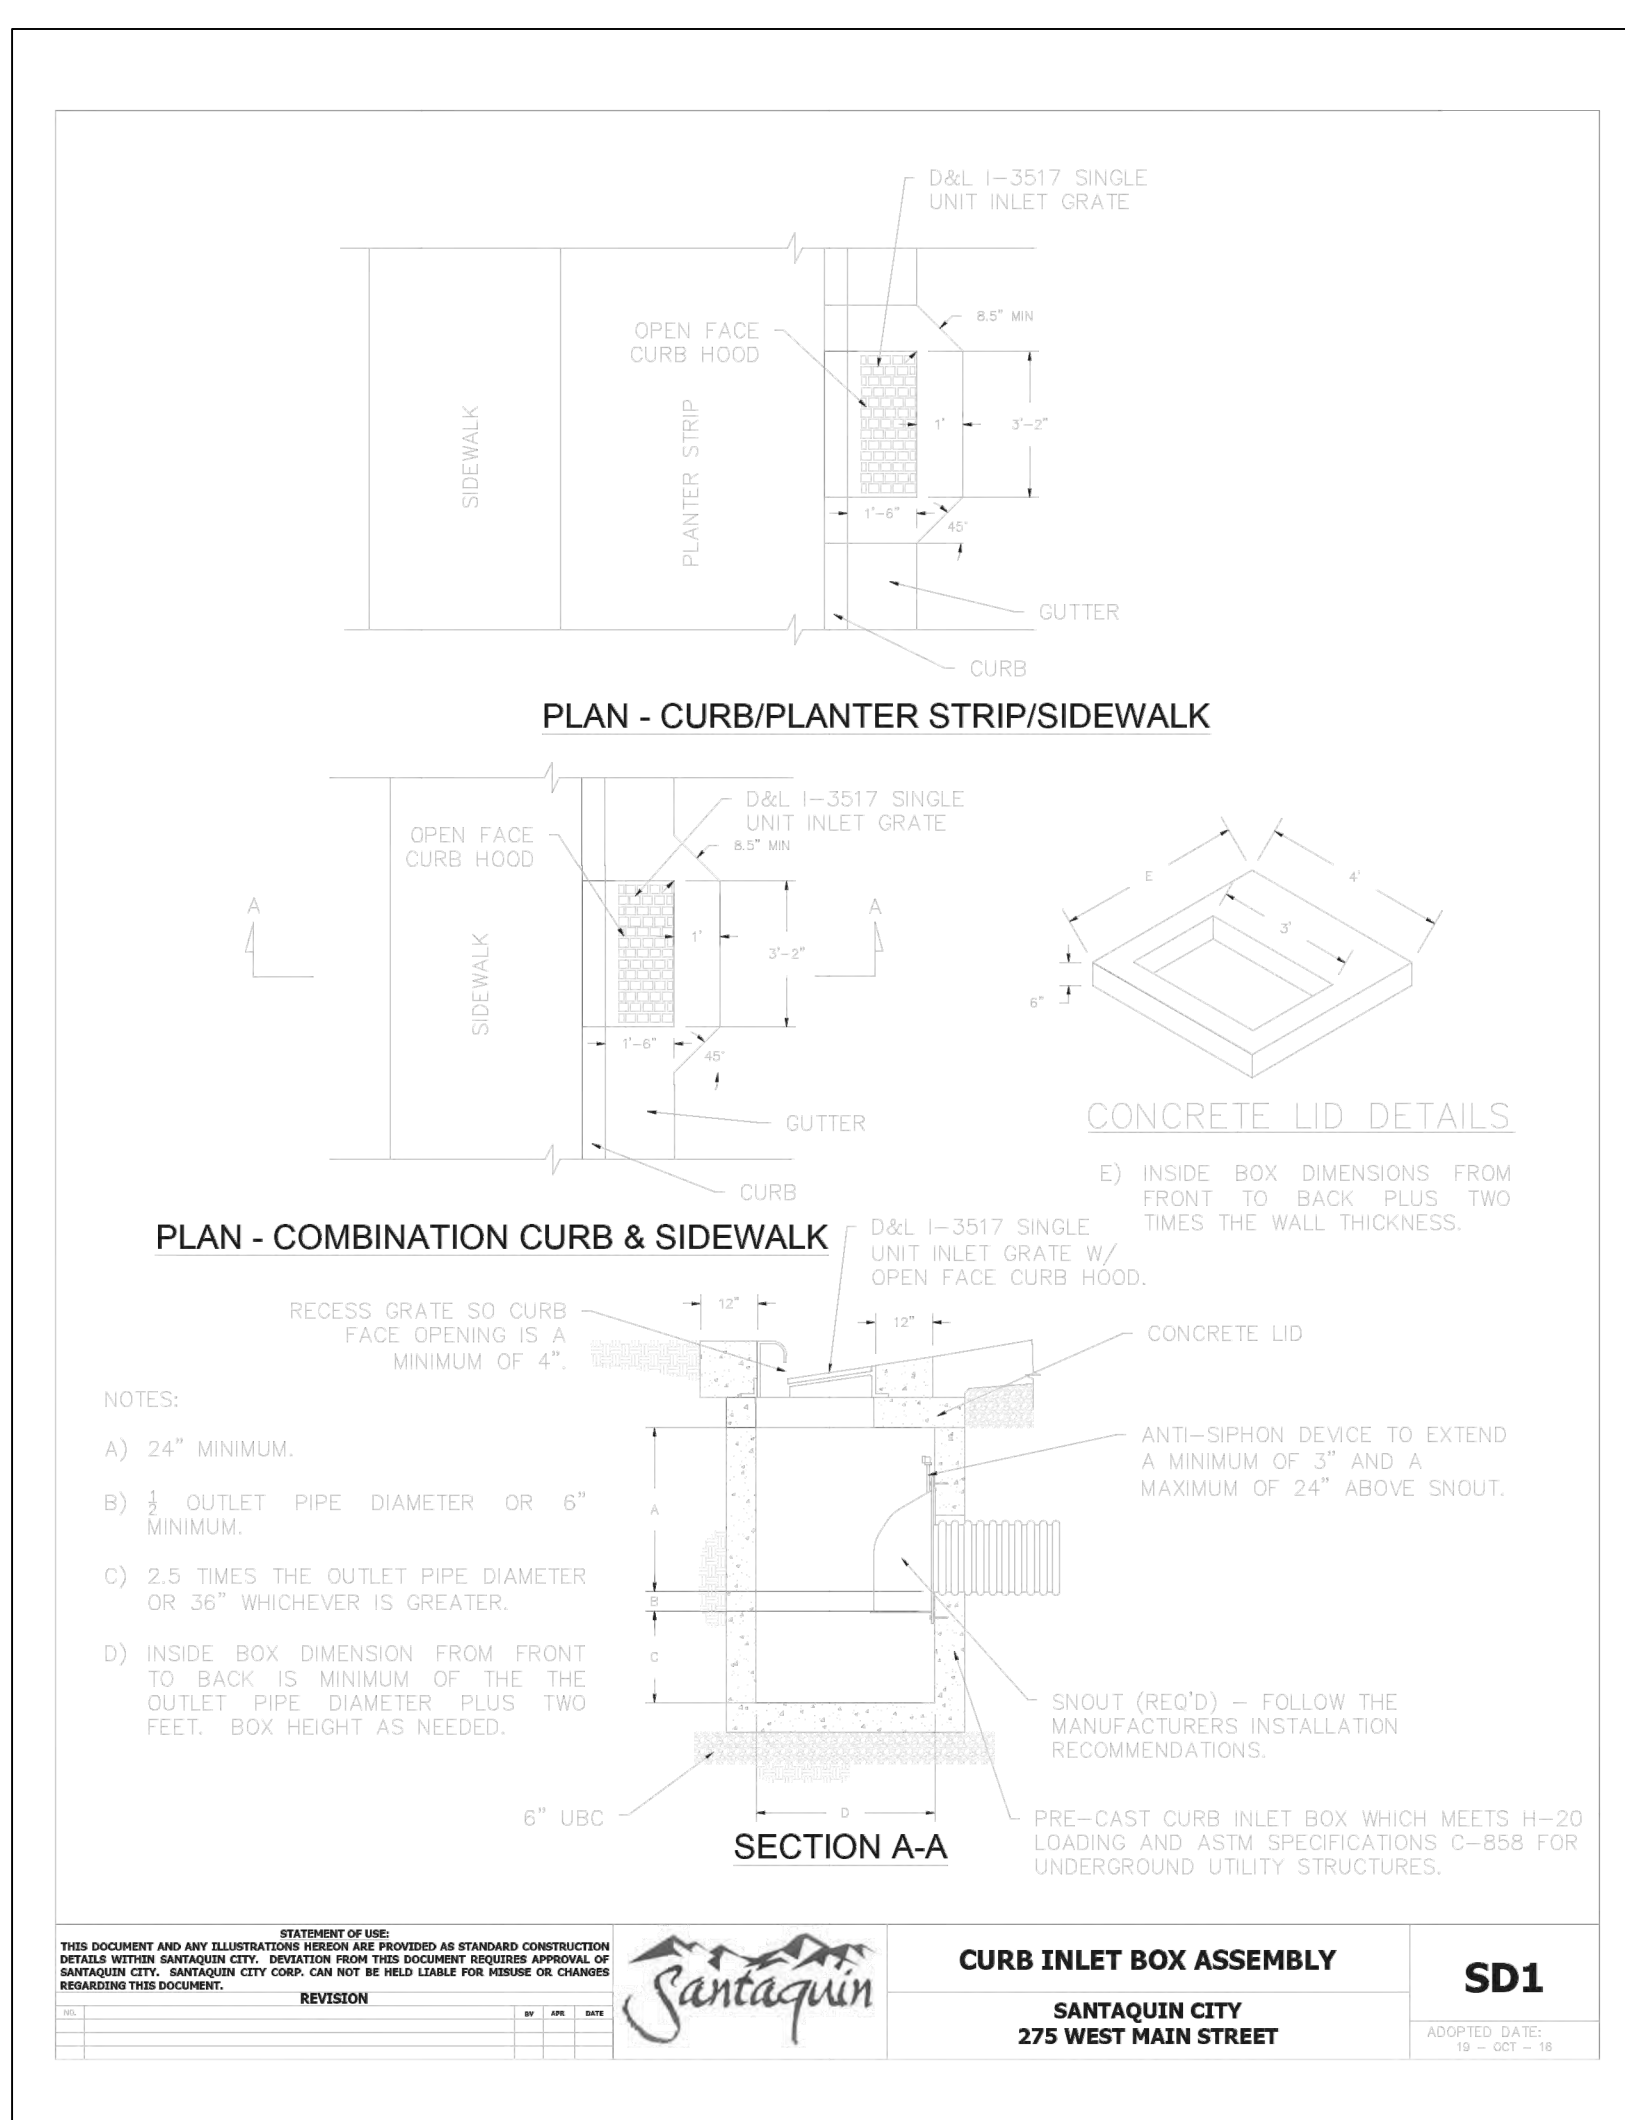 D&L I-3517 SINGLE
UNIT INLET GRATE
8.5" MIN
OPEN FACE
CURB HOOD
SIDEWALK
PLANTER STRIP
1'
3'-2"
1'-6"
45°
GUTTER
CURB
PLAN - CURB/PLANTER STRIP/SIDEWALK
D&L I-3517 SINGLE
UNIT INLET GRATE
8.5" MIN
OPEN FACE
CURB HOOD
A
A
SIDEWALK
1'
3'-2"
1'-6"
45°
GUTTER
CURB
PLAN - COMBINATION CURB & SIDEWALK
E
4'
3'
6"
CONCRETE LID DETAILS
E) INSIDE BOX DIMENSIONS FROM
FRONT TO BACK PLUS TWO
TIMES THE WALL THICKNESS.
D&L I-3517 SINGLE
UNIT INLET GRATE W/
OPEN FACE CURB HOOD.
RECESS GRATE SO CURB
FACE OPENING IS A
MINIMUM OF 4".
12"
12"
CONCRETE LID
NOTES:
A) 24" MINIMUM.
B) 1/2 OUTLET PIPE DIAMETER OR 6"
MINIMUM.
C) 2.5 TIMES THE OUTLET PIPE DIAMETER
OR 36" WHICHEVER IS GREATER.
D) INSIDE BOX DIMENSION FROM FRONT
TO BACK IS MINIMUM OF THE THE
OUTLET PIPE DIAMETER PLUS TWO
FEET. BOX HEIGHT AS NEEDED.
ANTI-SIPHON DEVICE TO EXTEND
A MINIMUM OF 3" AND A
MAXIMUM OF 24" ABOVE SNOUT.
A
B
C
D
SNOUT (REQ'D) - FOLLOW THE
MANUFACTURERS INSTALLATION
RECOMMENDATIONS.
6" UBC
PRE-CAST CURB INLET BOX WHICH MEETS H-20
LOADING AND ASTM SPECIFICATIONS C-858 FOR
UNDERGROUND UTILITY STRUCTURES.
SECTION A-A
STATEMENT OF USE:
THIS DOCUMENT AND ANY ILLUSTRATIONS HEREON ARE PROVIDED AS STANDARD CONSTRUCTION
DETAILS WITHIN SANTAQUIN CITY. DEVIATION FROM THIS DOCUMENT REQUIRES APPROVAL OF
SANTAQUIN CITY. SANTAQUIN CITY CORP. CAN NOT BE HELD LIABLE FOR MISUSE OR CHANGES
REGARDING THIS DOCUMENT.
REVISION
NO. BY APR. DATE
Santaquin
CURB INLET BOX ASSEMBLY
SANTAQUIN CITY
275 WEST MAIN STREET
SD1
ADOPTED DATE:
19 - OCT - 16